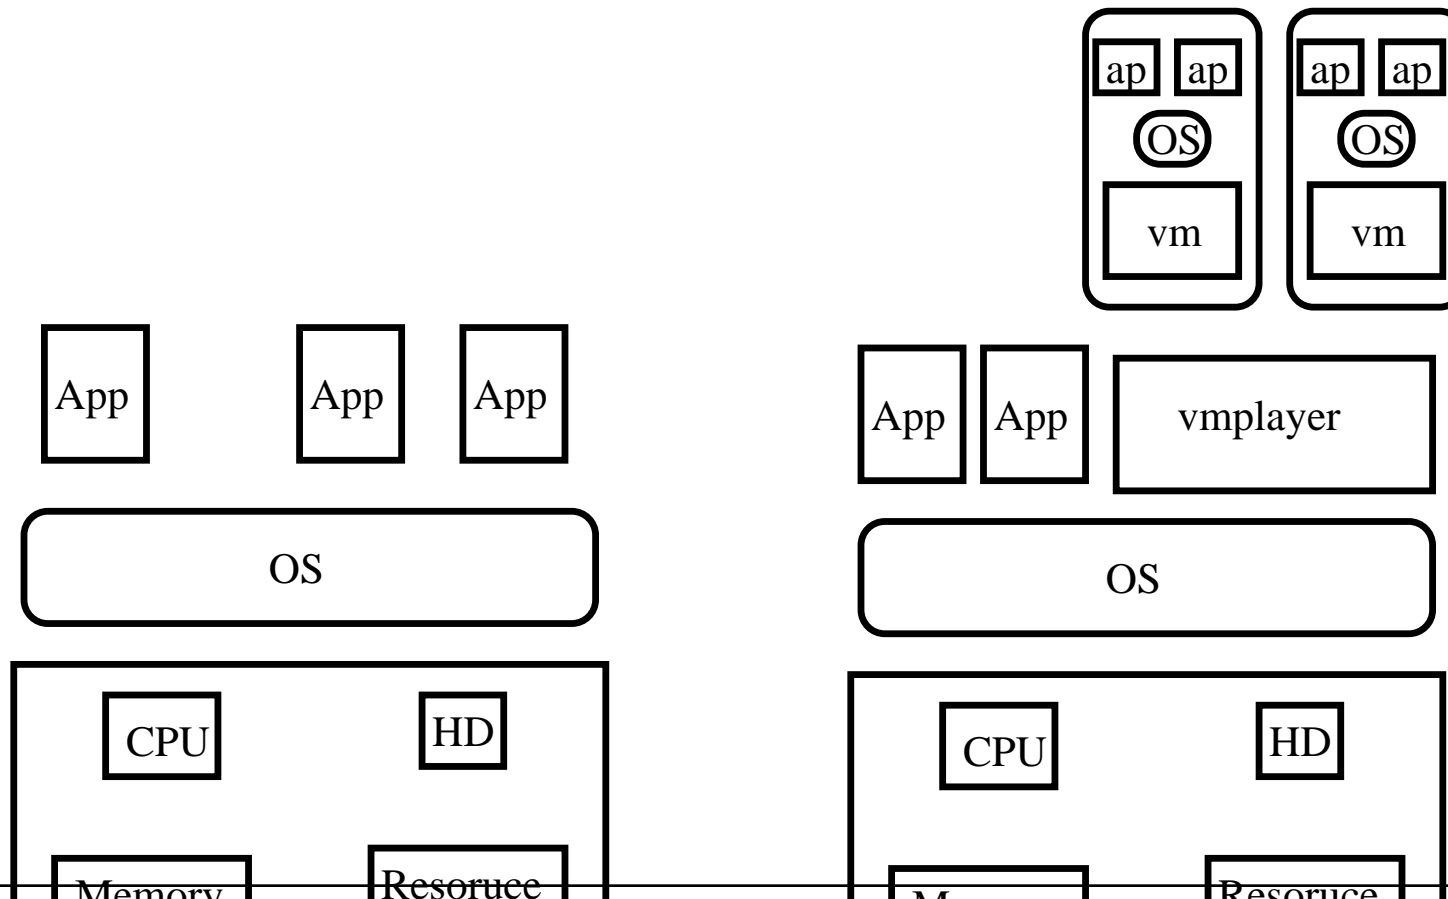 ap ap ap ap
OS OS
vm vm
App App App
App App vmplayer
OS
OS
CPU HD
CPU HD
Memory Resoruce
Resoruce